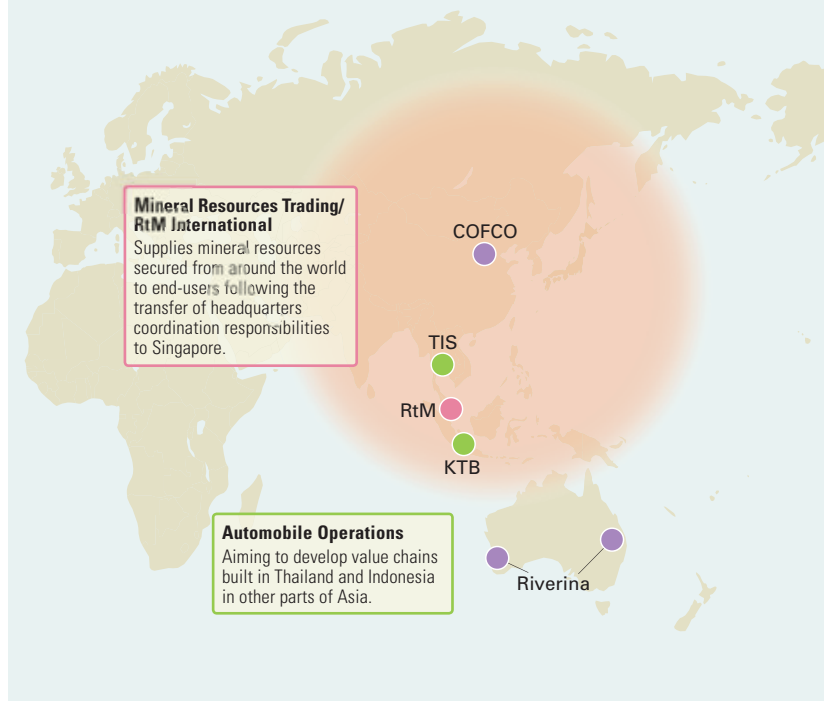 Mineral Resources Trading/
RtM International
Supplies mineral resources
secured from around the world
to end-users following the
transfer of headquarters
coordination responsibilities
to Singapore.
COFCO
TIS
RtM
KTB
Automobile Operations
Aiming to develop value chains
built in Thailand and Indonesia
in other parts of Asia.
Riverina